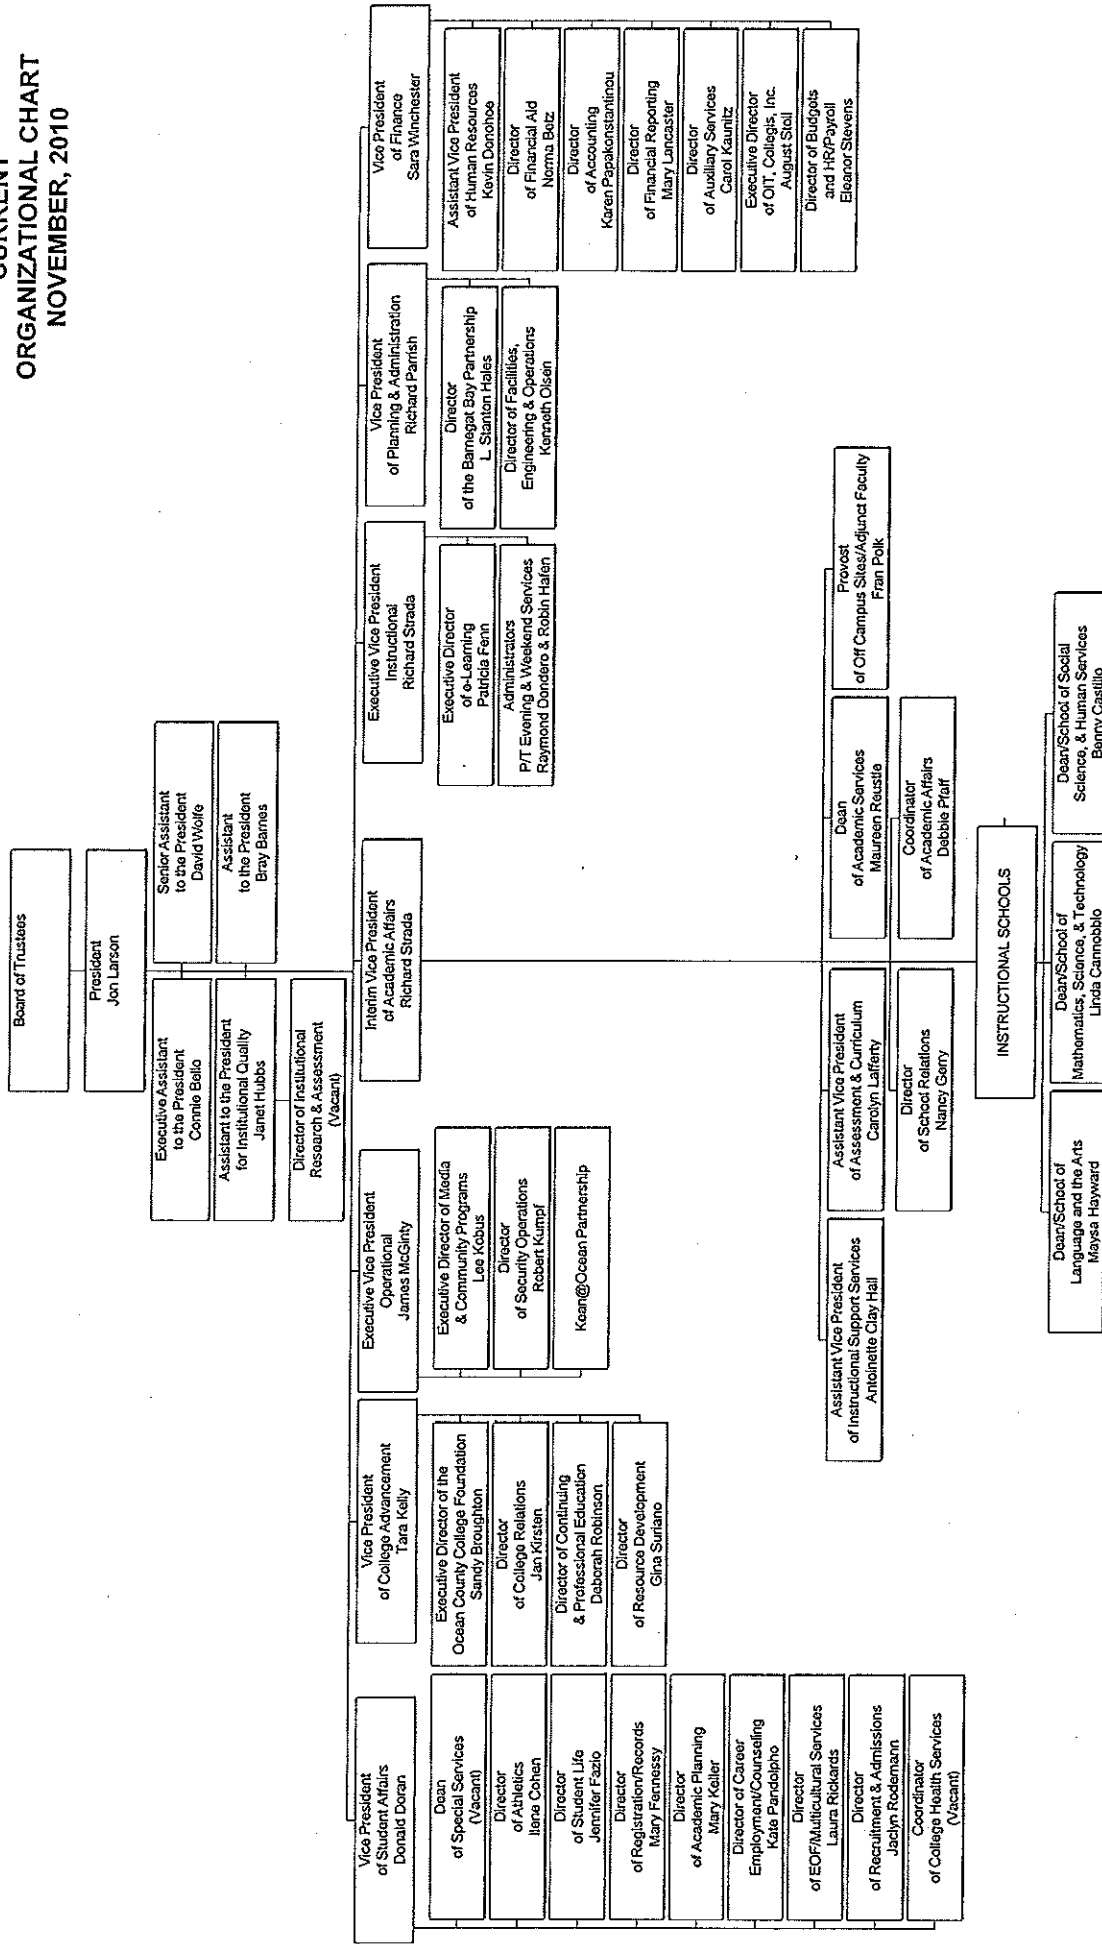 CURRENT
ORGANIZATIONAL CHART
NOVEMBER, 2010
Board of Trustees
President
Jon Larson
Executive Assistant
to the President
Connie Bello
Senior Assistant
to the President
David Wolfe
Assistant to the President
for Institutional Quality
Janet Hubbs
Assistant
to the President
Bray Barnes
Director of Institutional
Research & Assessment
(Vacant)
Vice President
of Student Affairs
Donald Doran
Dean
of Special Services
(Vacant)
Director
of Athletics
Ilene Cohen
Director
of Student Life
Jennifer Fazio
Director
of Registration/Records
Mary Fennessy
Director
of Academic Planning
Mary Keller
Director of Career
Employment/Counseling
Kate Pandolpho
Director
of EOF/Multicultural Services
Laura Rickards
Director
of Recruitment & Admissions
Jaclyn Rodemann
Coordinator
of College Health Services
(Vacant)
Vice President
of College Advancement
Tara Kelly
Executive Director of the
Ocean County College Foundation
Sandy Broughton
Director
of College Relations
Jan Kirsten
Director of Continuing
& Professional Education
Deborah Robinson
Director
of Resource Development
Gina Suriano
Executive Vice President
Operational
James McGinty
Executive Director of Media
& Community Programs
Lee Kobus
Director
of Security Operations
Robert Kumpf
Kean@Ocean Partnership
Interim Vice President
of Academic Affairs
Richard Strada
Executive Vice President
Instructional
Richard Strada
Executive Director
of e-Learning
Patricia Fenn
Administrators
P/T Evening & Weekend Services
Raymond Dondero & Robin Hafen
Vice President
of Planning & Administration
Richard Parrish
Director
of the Barnegat Bay Partnership
L. Stanton Hales
Director of Facilities,
Engineering & Operations
Kenneth Olsen
Vice President
of Finance
Sara Winchester
Assistant Vice President
of Human Resources
Kevin Donohoe
Director
of Financial Aid
Norma Betz
Director
of Accounting
Karen Papakonstantinou
Director
of Financial Reporting
Mary Lancaster
Director
of Auxiliary Services
Carol Kaunitz
Executive Director
of OIT, Collegis, Inc.
August Stoll
Director of Budgets
and HR/Payroll
Eleanor Stevens
Assistant Vice President
of Instructional Support Services
Antoinette Clay Hall
Assistant Vice President
of Assessment & Curriculum
Carolyn Lafferty
Dean
of Academic Services
Maureen Reustle
Provost
of Off Campus Sites/Adjunct Faculty
Fran Polk
Director
of School Relations
Nancy Gerry
Coordinator
of Academic Affairs
Debbie Pfaff
INSTRUCTIONAL SCHOOLS
Dean/School of
Language and the Arts
Maysa Hayward
Dean/School of
Mathematics, Science, & Technology
Linda Cannobbio
Dean/School of Social
Science, & Human Services
Benny Castillo